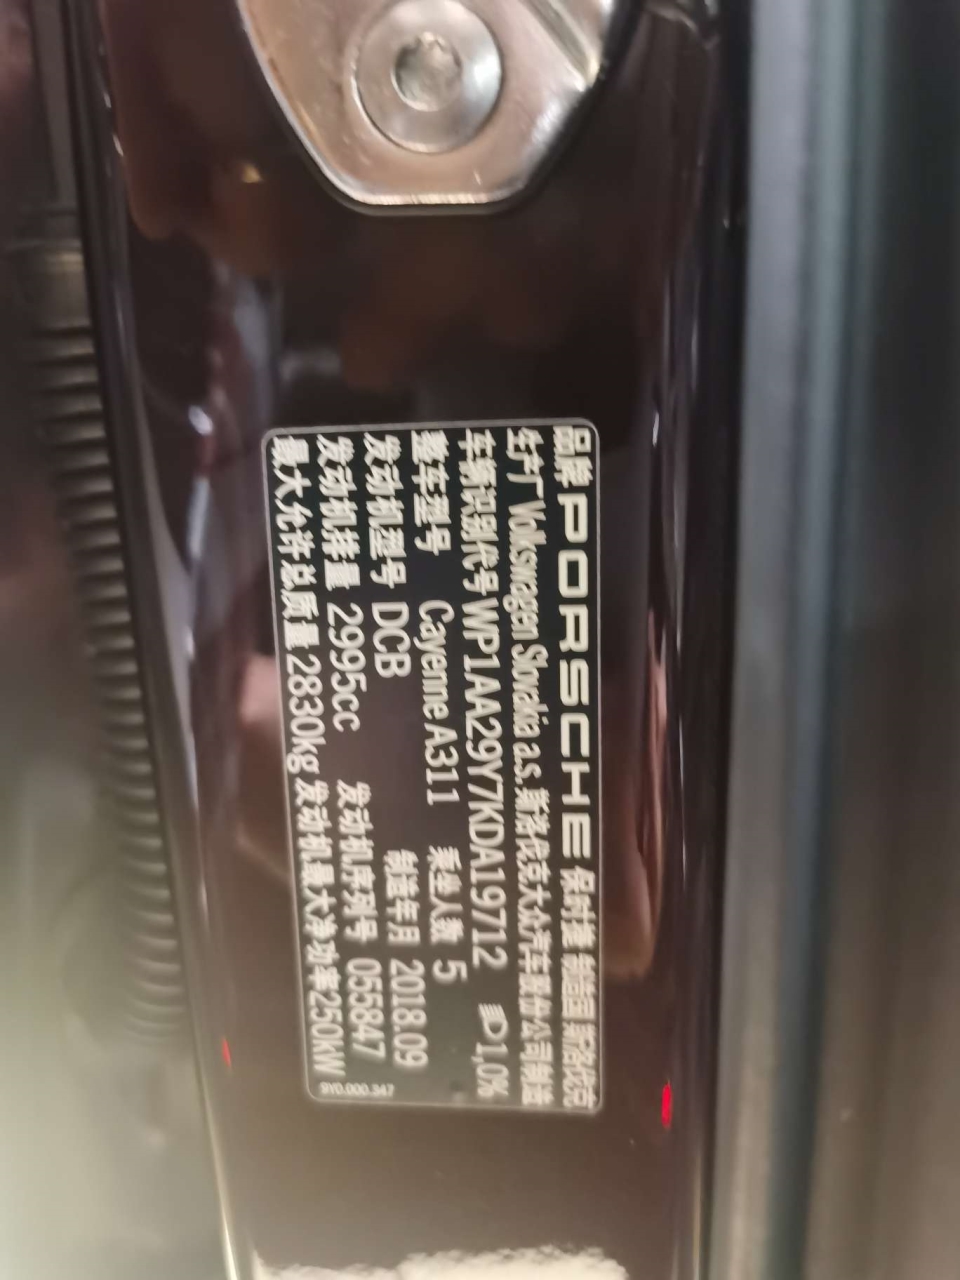 品牌 PORSCHE 保时捷 制造国 斯洛伐克
生产厂 Volkswagen Slovakia a.s.斯洛伐克大众汽车股份公司制造
车辆识别代号 WP1AA29Y7KDA19712 1,0%
整车型号 Cayenne A311 乘坐人数 5
发动机型号 DCB 制造年月 2018.09
发动机排量 2995cc 发动机序列号 055847
最大允许总质量 2830kg 发动机最大净功率250kW
9Y0.000.347